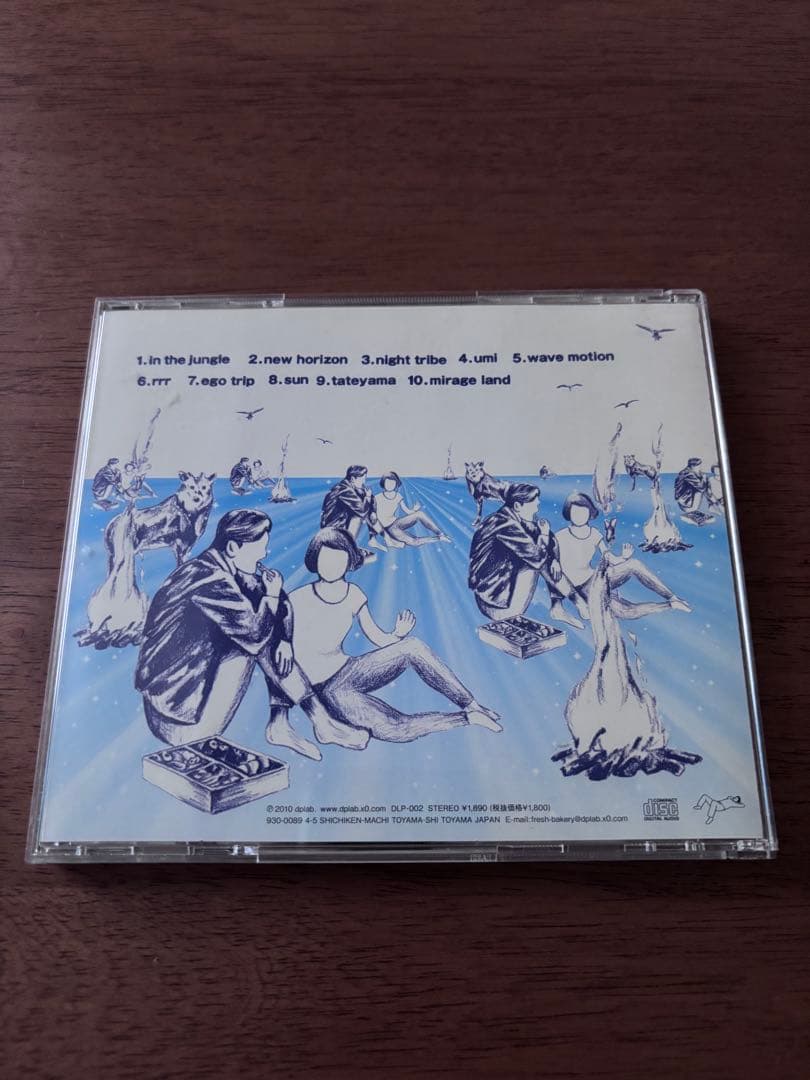 1.in the jungle 2.new horizon 3.night tribe 4.umi 5.wave motion
6.rrr 7.ego trip 8.sun 9.tateyama 10.mirage land
℗2010 dplab. www.dplab.x0.com DLP-002 STEREO ¥1,890 (税抜価格¥1,800)
930-0089 4-5 SHICHIKEN-MACHI TOYAMA-SHI TOYAMA JAPAN E-mail:fresh-bakery@dplab.x0.com
COMPACT
disc
DIGITAL AUDIO